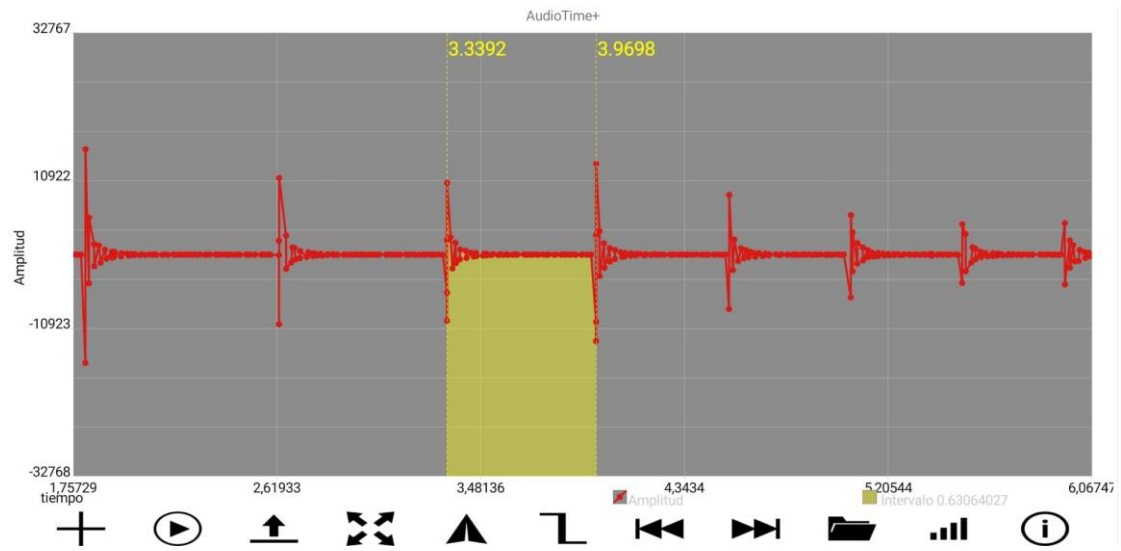 AudioTime+
32767
3.3392
3.9698
10922
Amplitud
-10923
-32768
1,75729
2,61933
3,48136
4,34434
5,20544
6,06747
tiempo
Amplitud
Intervalo 0.63064027